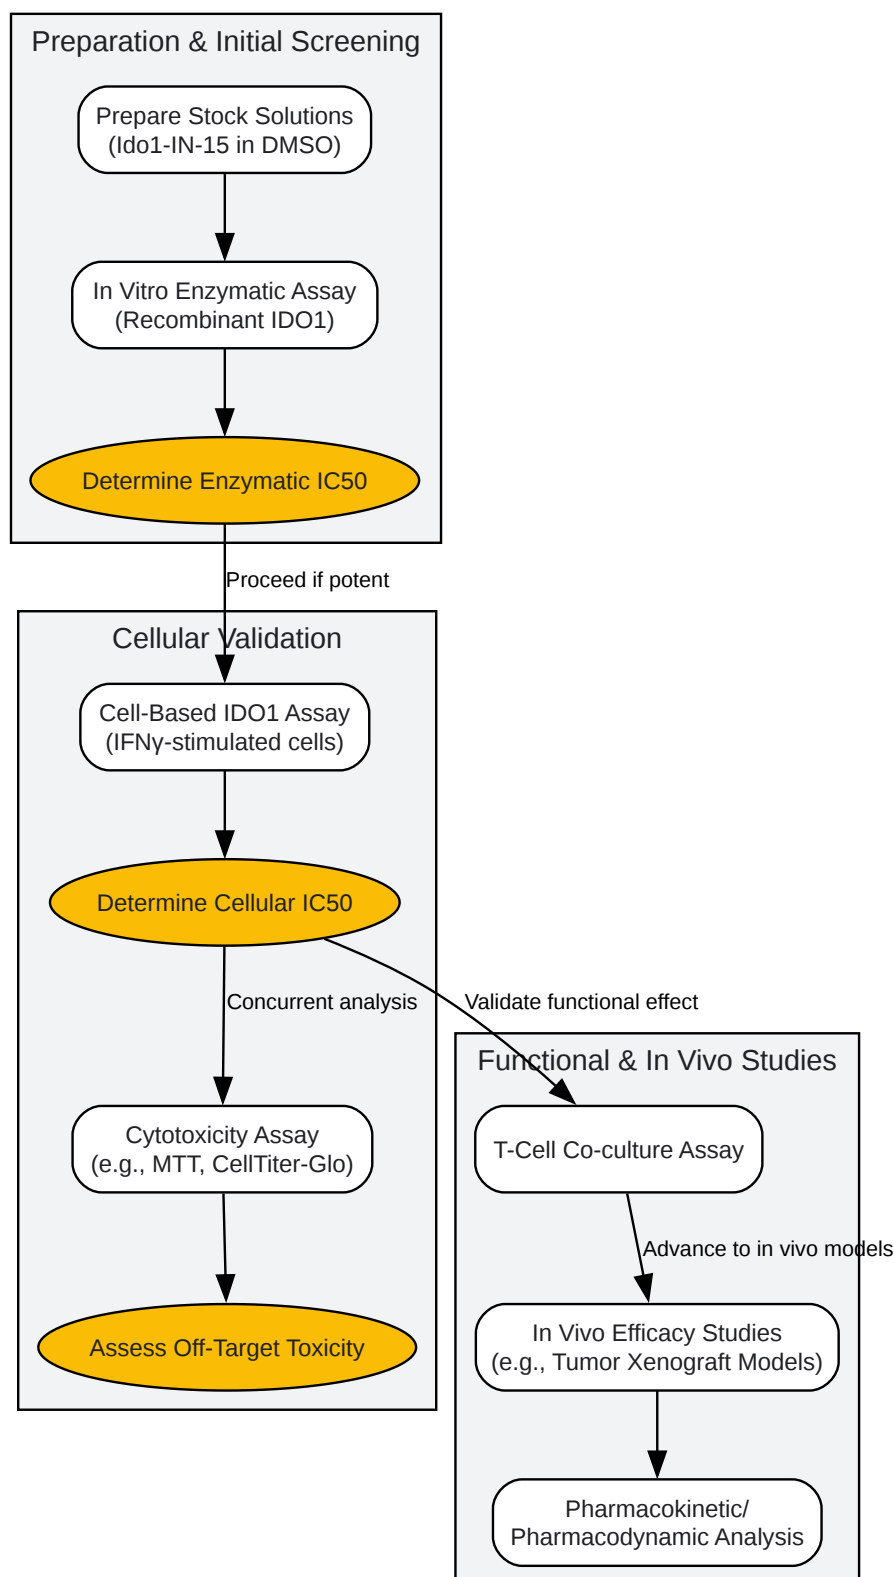 Preparation & Initial Screening
Prepare Stock Solutions
(Ido1-IN-15 in DMSO)
In Vitro Enzymatic Assay
(Recombinant IDO1)
Determine Enzymatic IC50
Proceed if potent
Cellular Validation
Cell-Based IDO1 Assay
(IFNγ-stimulated cells)
Determine Cellular IC50
Concurrent analysis
Validate functional effect
Functional & In Vivo Studies
Cytotoxicity Assay
(e.g., MTT, CellTiter-Glo)
T-Cell Co-culture Assay
Advance to in vivo models
Assess Off-Target Toxicity
In Vivo Efficacy Studies
(e.g., Tumor Xenograft Models)
Pharmacokinetic/
Pharmacodynamic Analysis